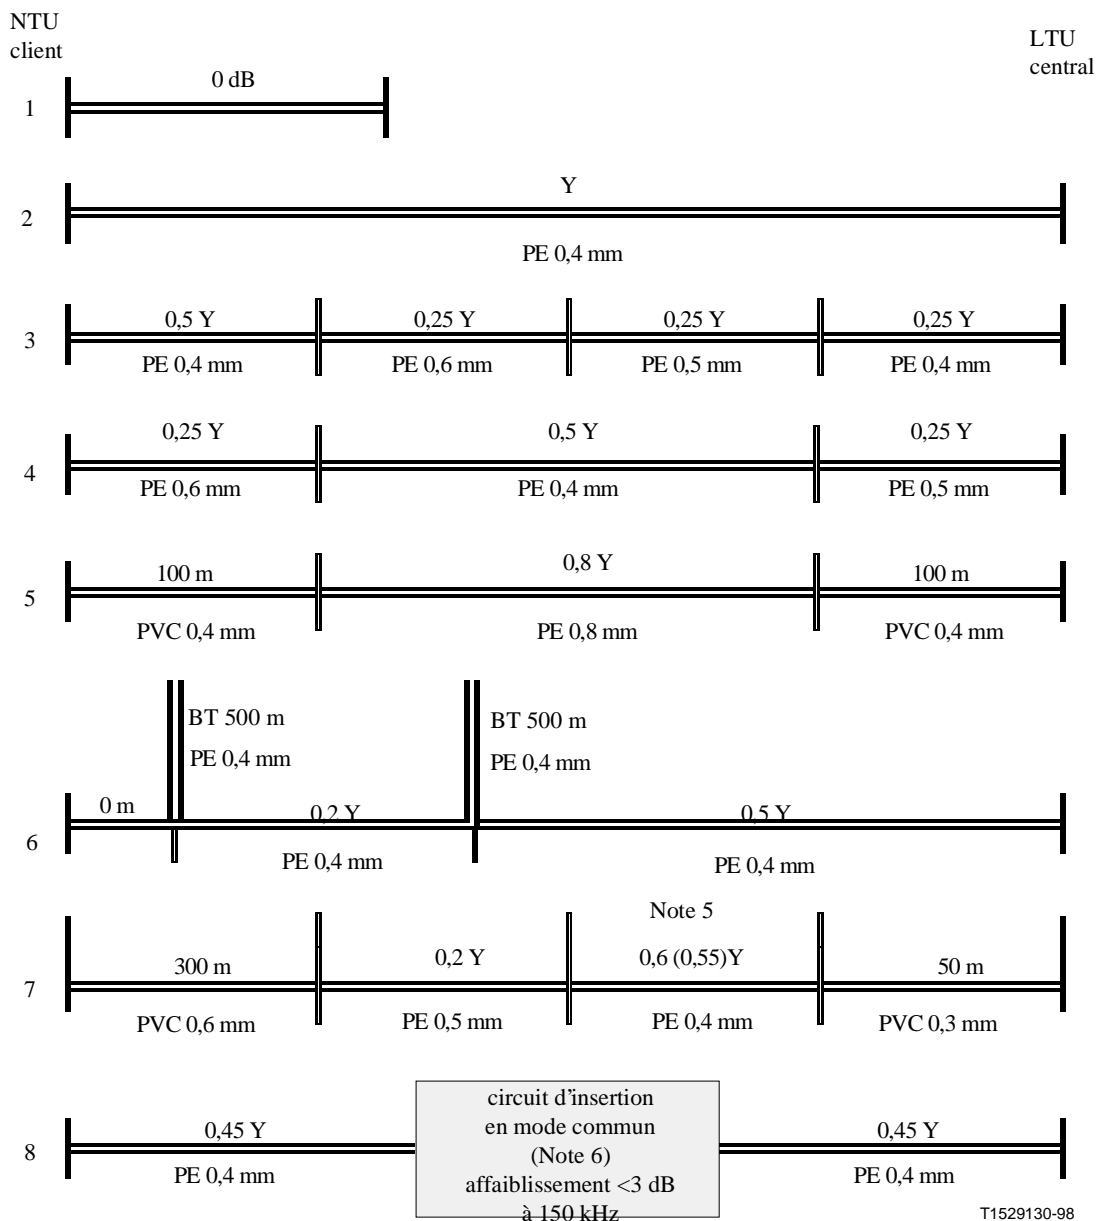 NTU
client
LTU
central
0 dB
1
Y
2
PE 0,4 mm
0,5 Y 0,25 Y 0,25 Y 0,25 Y
3
PE 0,4 mm PE 0,6 mm PE 0,5 mm PE 0,4 mm
0,25 Y 0,5 Y 0,25 Y
4
PE 0,6 mm PE 0,4 mm PE 0,5 mm
100 m 0,8 Y 100 m
5
PVC 0,4 mm PE 0,8 mm PVC 0,4 mm
BT 500 m BT 500 m
PE 0,4 mm PE 0,4 mm
0 m 0,2 Y 0,5 Y
6
PE 0,4 mm PE 0,4 mm
Note 5
300 m 0,2 Y 0,6 (0,55)Y 50 m
7
PVC 0,6 mm PE 0,5 mm PE 0,4 mm PVC 0,3 mm
0,45 Y 0,45 Y
8
PE 0,4 mm PE 0,4 mm
circuit d'insertion
en mode commun
(Note 6)
affaiblissement <3 dB
à 150 kHz
T1529130-98